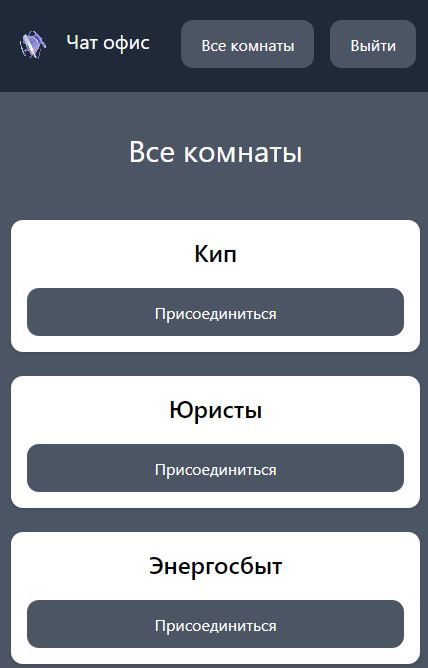 Чат офис
Все комнаты
Выйти
Все комнаты
Кип
Присоединиться
Юристы
Присоединиться
Энергосбыт
Присоединиться